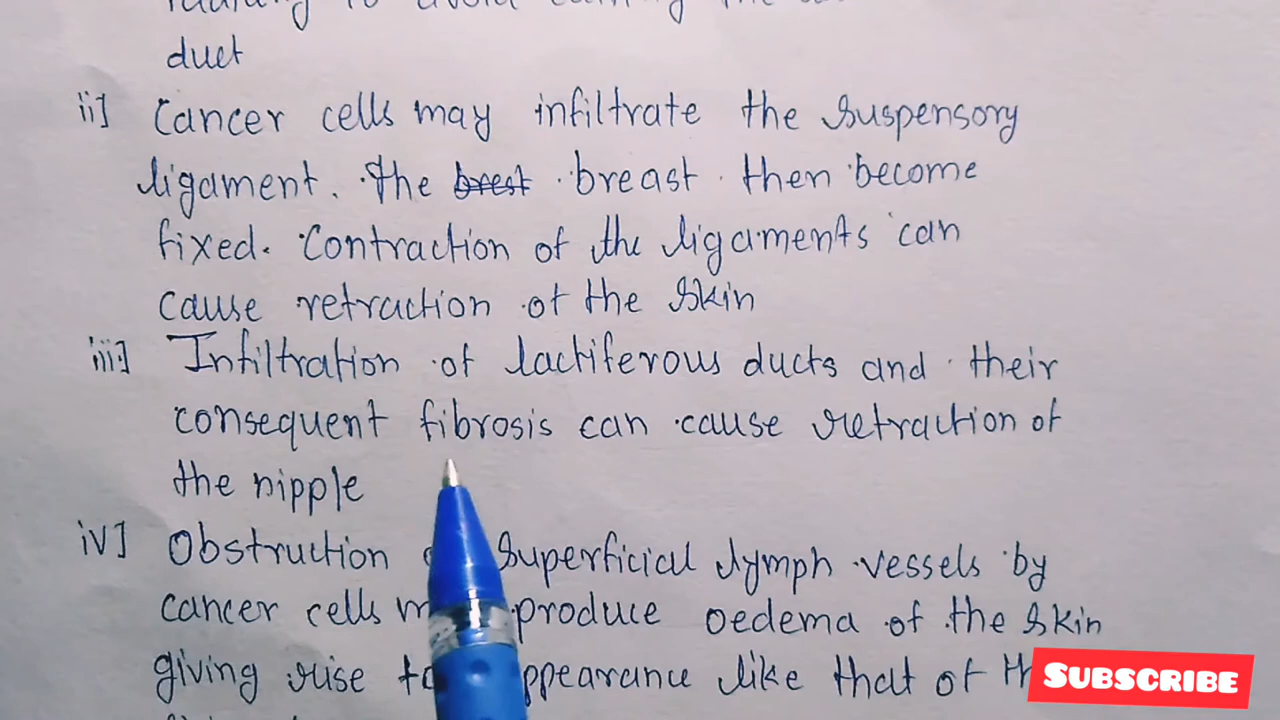 duct
ii] Cancer cells may infiltrate the suspensory
ligament. The brest breast then become
fixed. Contraction of the ligaments can
cause retraction of the skin
iii] Infiltration of lactiferous ducts and their
consequent fibrosis can cause retraction of
the nipple
iv] Obstruction superficial lymph vessels by
cancer cells produce oedema of the skin
giving rise like that of
SUBSCRIBE